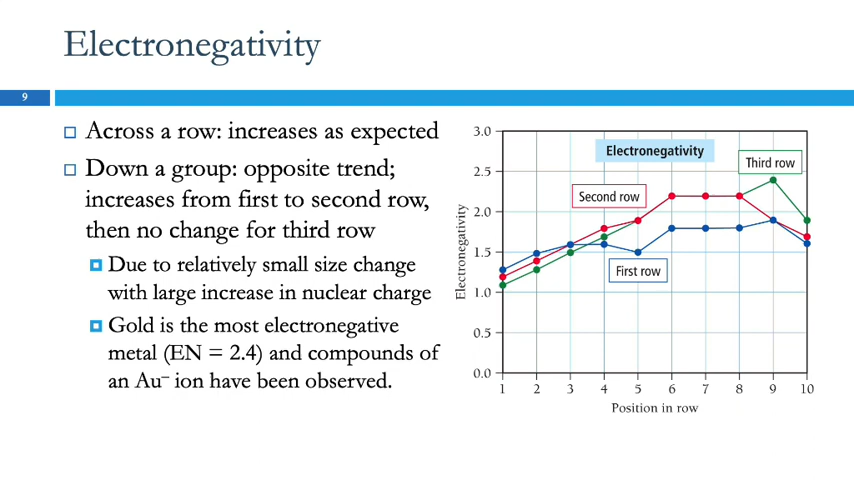 Electronegativity
9
Across a row: increases as expected
Down a group: opposite trend;
increases from first to second row,
then no change for third row
Due to relatively small size change
with large increase in nuclear charge
Gold is the most electronegative
metal (EN = 2.4) and compounds of
an Au⁻ ion have been observed.
Electronegativity
Third row
Second row
First row
Electronegativity
3.0
2.5
2.0
1.5
1.0
0.5
0.0
1 2 3 4 5 6 7 8 9 10
Position in row